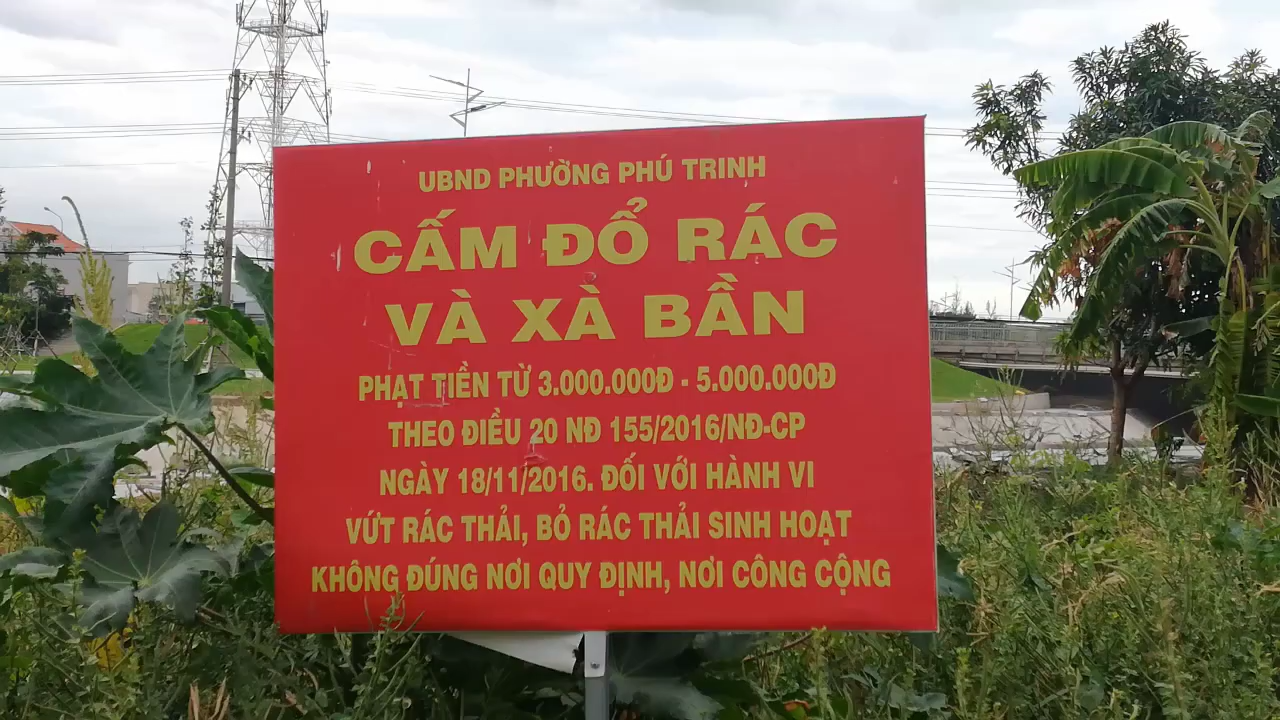 UBND PHƯỜNG PHÚ TRINH
CẤM ĐỔ RÁC
VÀ XÀ BẦN
PHẠT TIỀN TỪ 3.000.000Đ - 5.000.000Đ
THEO ĐIỀU 20 NĐ 155/2016/NĐ-CP
NGÀY 18/11/2016. ĐỐI VỚI HÀNH VI
VỨT RÁC THẢI, BỎ RÁC THẢI SINH HOẠT
KHÔNG ĐÚNG NƠI QUY ĐỊNH, NƠI CÔNG CỘNG